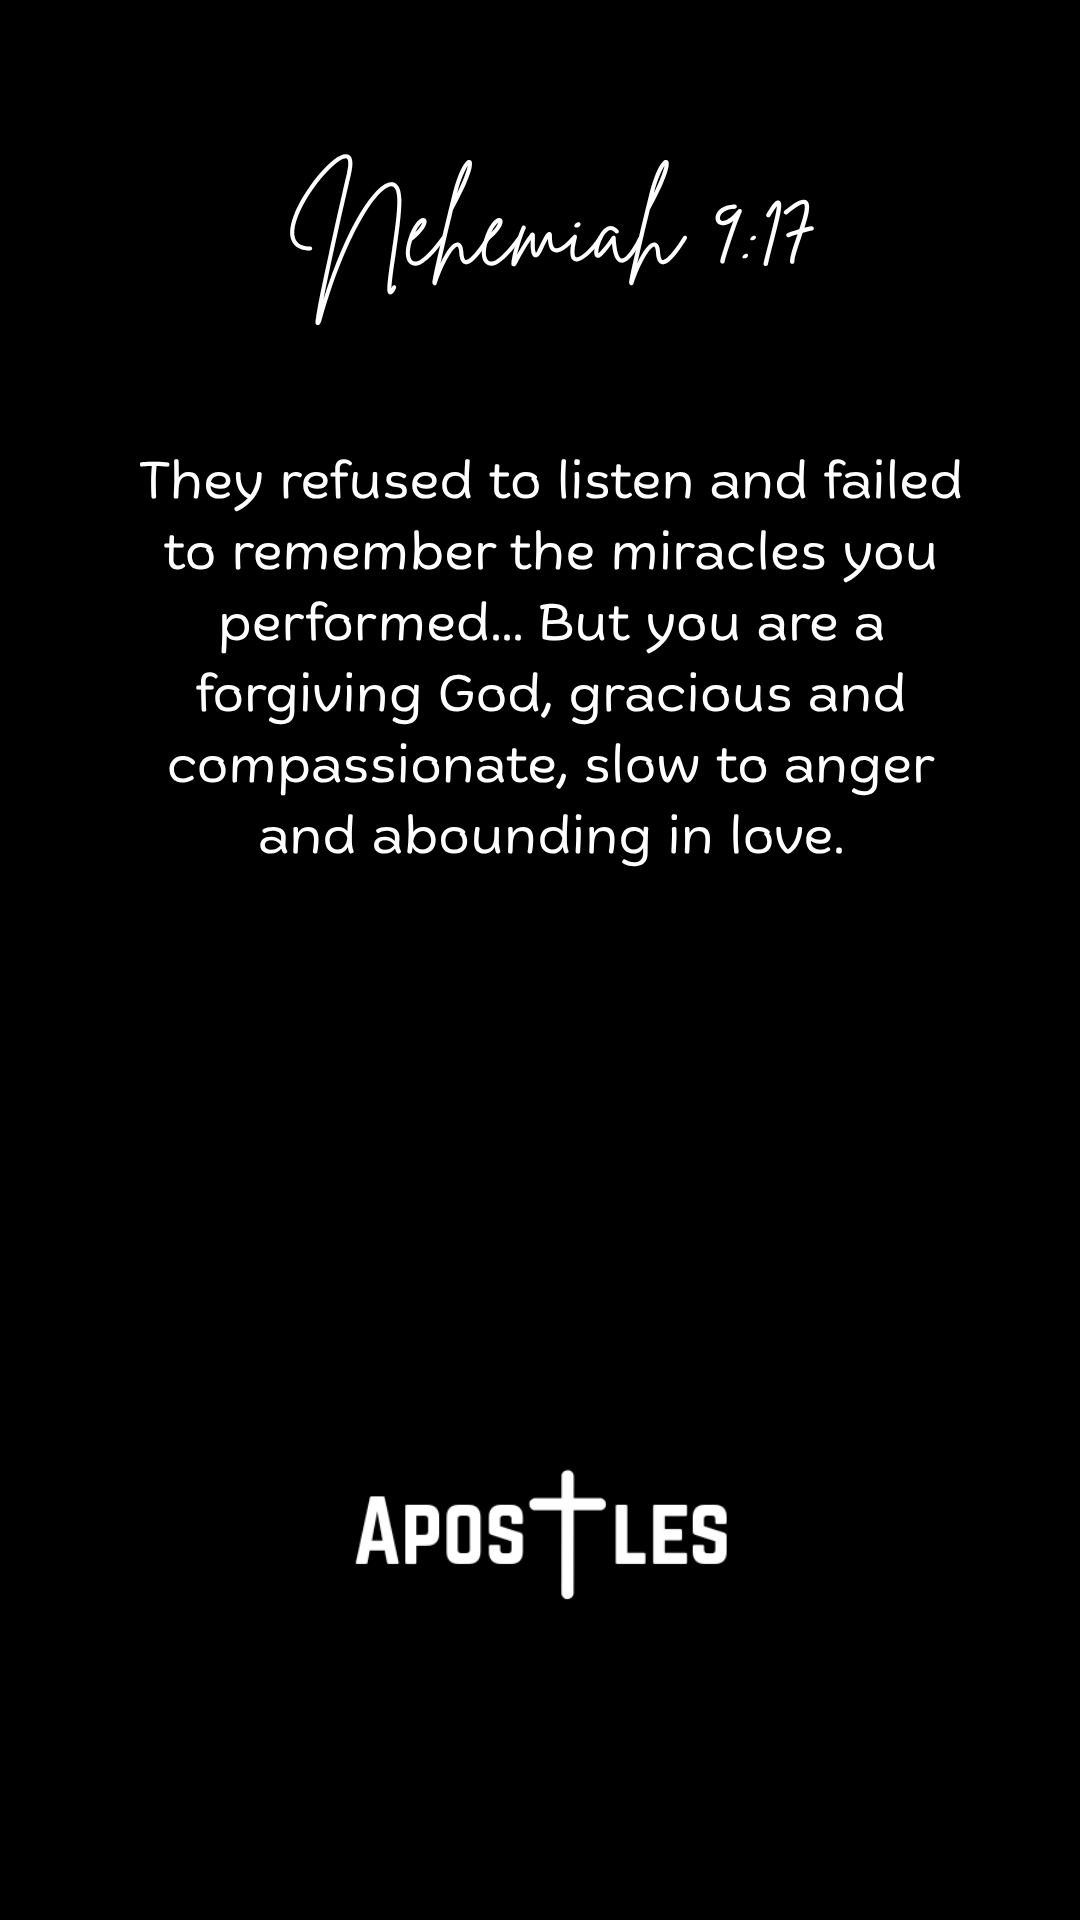 Nehemiah 9:17
They refused to listen and failed
to remember the miracles you
performed... But you are a
forgiving God, gracious and
compassionate, slow to anger
and abounding in love.
APOSTLES